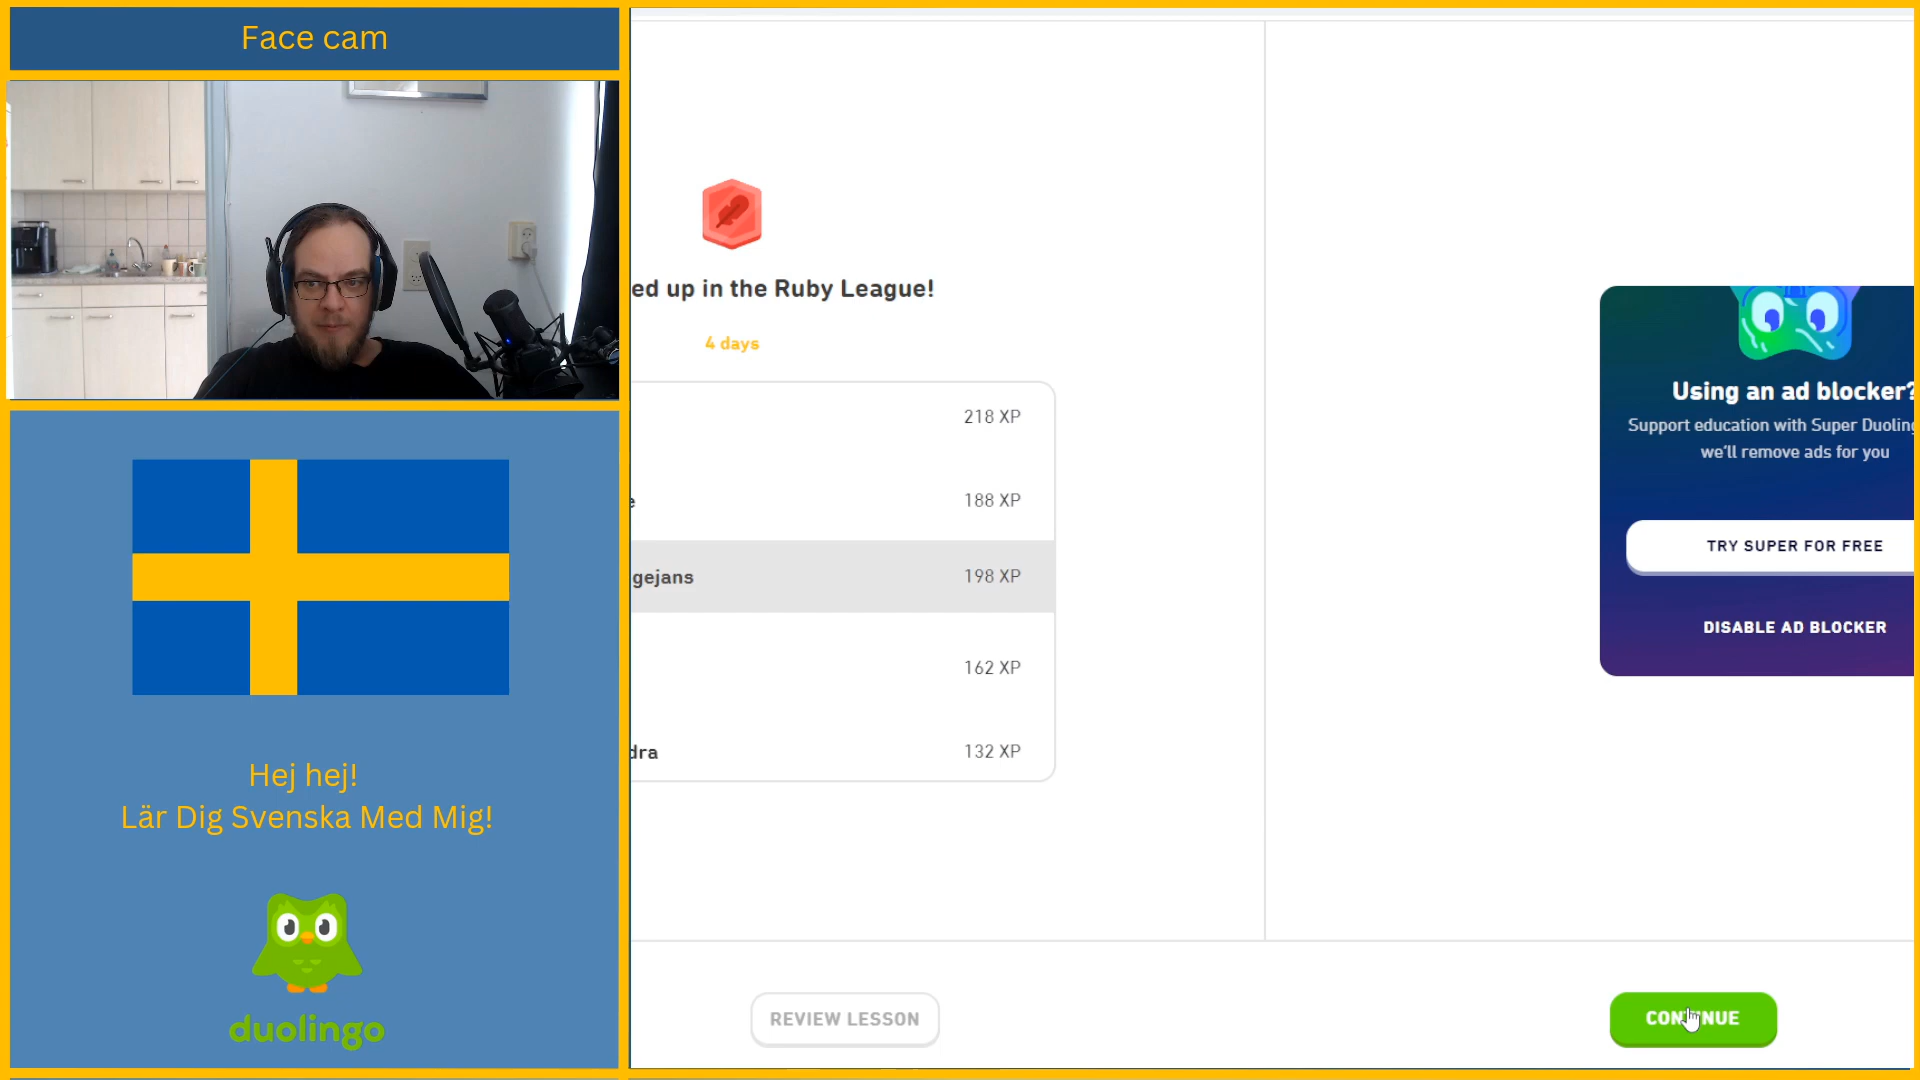 Face cam
Hej hej!
Lär Dig Svenska Med Mig!
duolingo
ed up in the Ruby League!
4 days
218 XP
e
188 XP
gejans
198 XP
162 XP
dra
132 XP
REVIEW LESSON
Using an ad blocker?
Support education with Super Duoling
we'll remove ads for you
TRY SUPER FOR FREE
DISABLE AD BLOCKER
CONTINUE